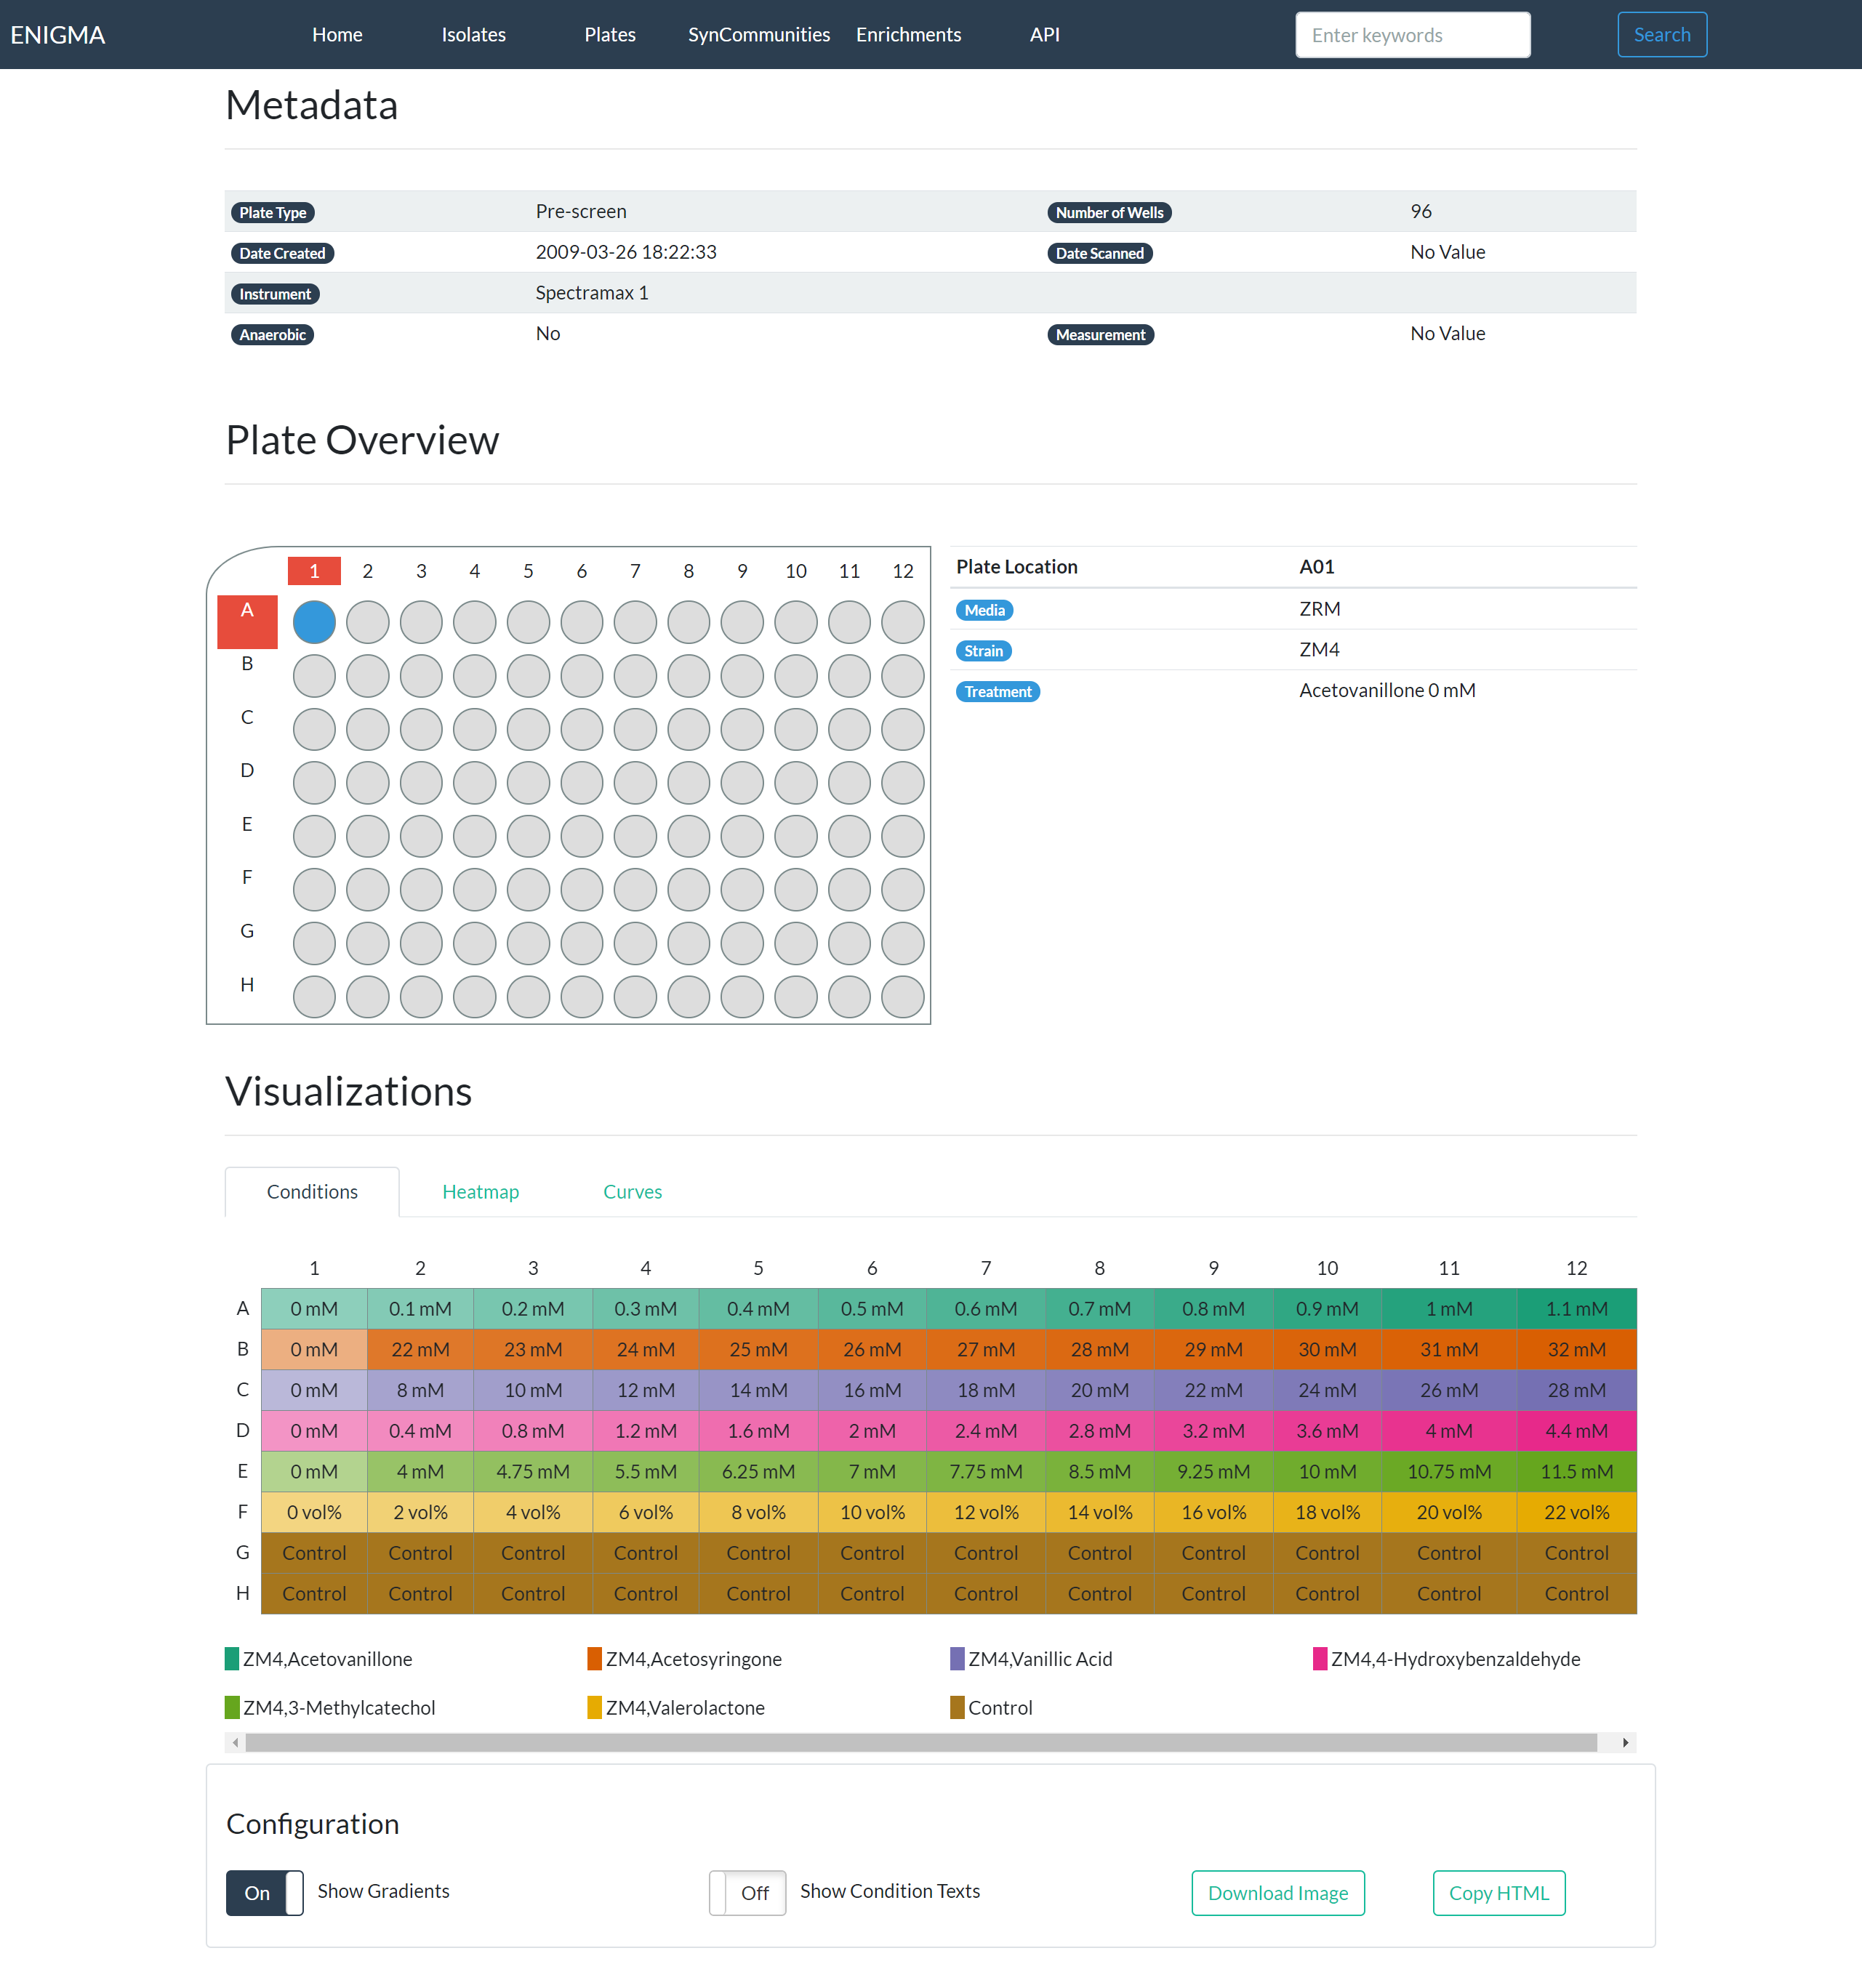 ENIGMA Home Isolates Plates SynCommunities Enrichments API Enter keywords Search
Metadata
Plate Type Pre-screen Number of Wells 96
Date Created 2009-03-26 18:22:33 Date Scanned No Value
Instrument Spectramax 1
Anaerobic No Measurement No Value
Plate Overview
1 2 3 4 5 6 7 8 9 10 11 12
A
B
C
D
E
F
G
H
Plate Location A01
Media ZRM
Strain ZM4
Treatment Acetovanillone 0 mM
Visualizations
Conditions Heatmap Curves
1 2 3 4 5 6 7 8 9 10 11 12
A 0 mM 0.1 mM 0.2 mM 0.3 mM 0.4 mM 0.5 mM 0.6 mM 0.7 mM 0.8 mM 0.9 mM 1 mM 1.1 mM
B 0 mM 22 mM 23 mM 24 mM 25 mM 26 mM 27 mM 28 mM 29 mM 30 mM 31 mM 32 mM
C 0 mM 8 mM 10 mM 12 mM 14 mM 16 mM 18 mM 20 mM 22 mM 24 mM 26 mM 28 mM
D 0 mM 0.4 mM 0.8 mM 1.2 mM 1.6 mM 2 mM 2.4 mM 2.8 mM 3.2 mM 3.6 mM 4 mM 4.4 mM
E 0 mM 4 mM 4.75 mM 5.5 mM 6.25 mM 7 mM 7.75 mM 8.5 mM 9.25 mM 10 mM 10.75 mM 11.5 mM
F 0 vol% 2 vol% 4 vol% 6 vol% 8 vol% 10 vol% 12 vol% 14 vol% 16 vol% 18 vol% 20 vol% 22 vol%
G Control Control Control Control Control Control Control Control Control Control Control Control
H Control Control Control Control Control Control Control Control Control Control Control Control
ZM4,Acetovanillone ZM4,Acetosyringone ZM4,Vanillic Acid ZM4,4-Hydroxybenzaldehyde
ZM4,3-Methylcatechol ZM4,Valerolactone Control
Configuration
On Show Gradients Off Show Condition Texts Download Image Copy HTML